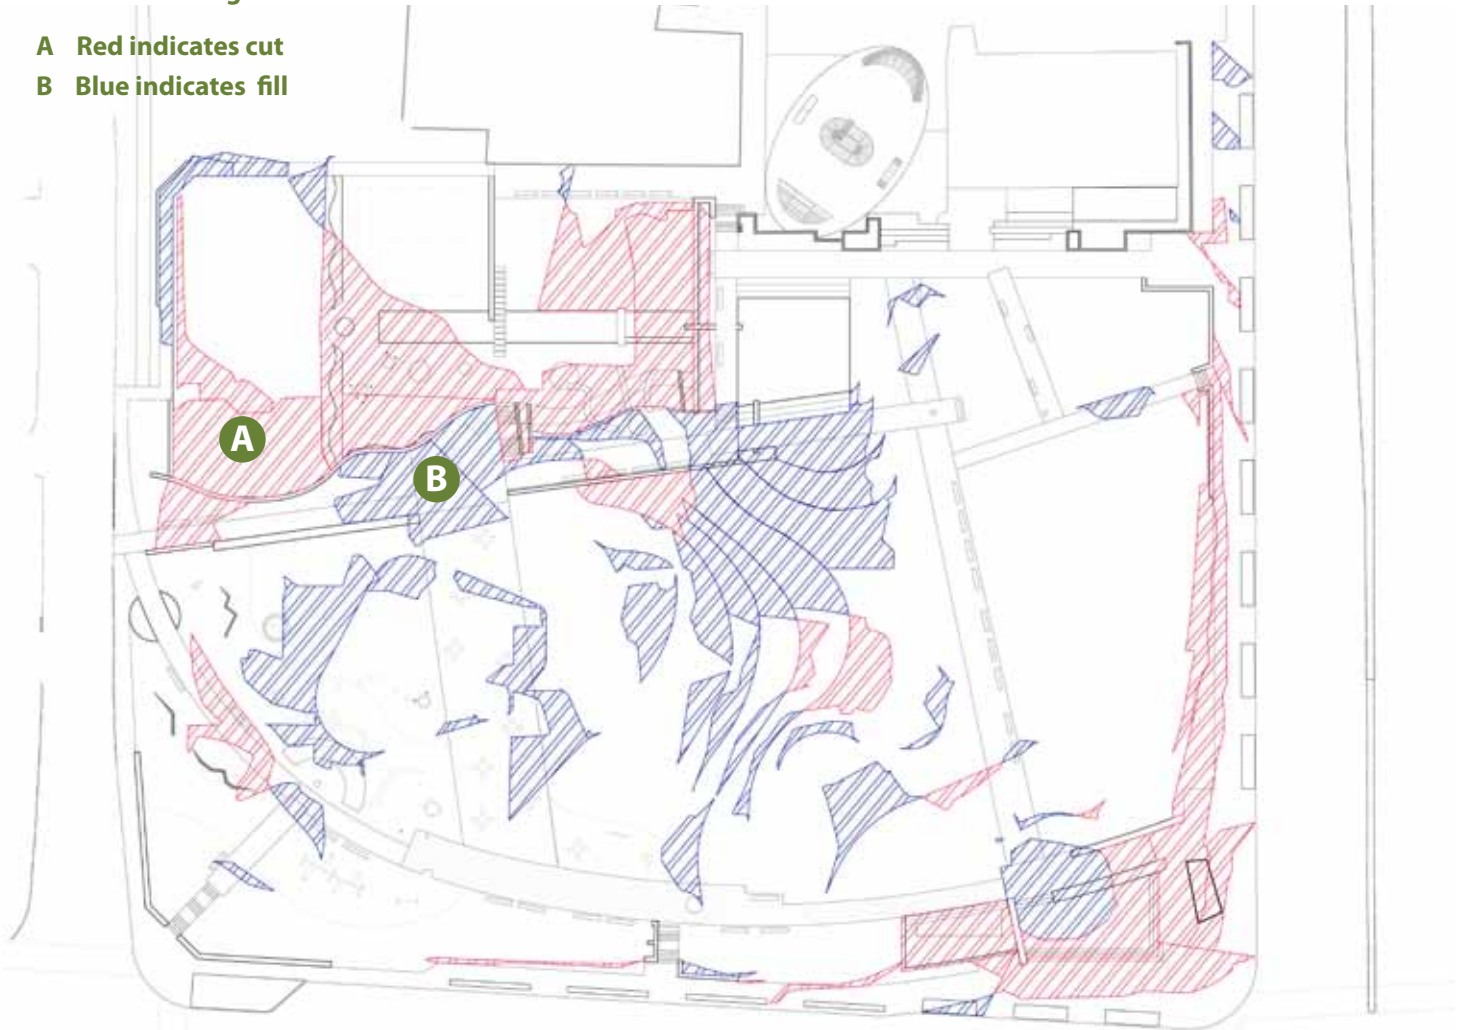 A Red indicates cut
B Blue indicates fill
A
B